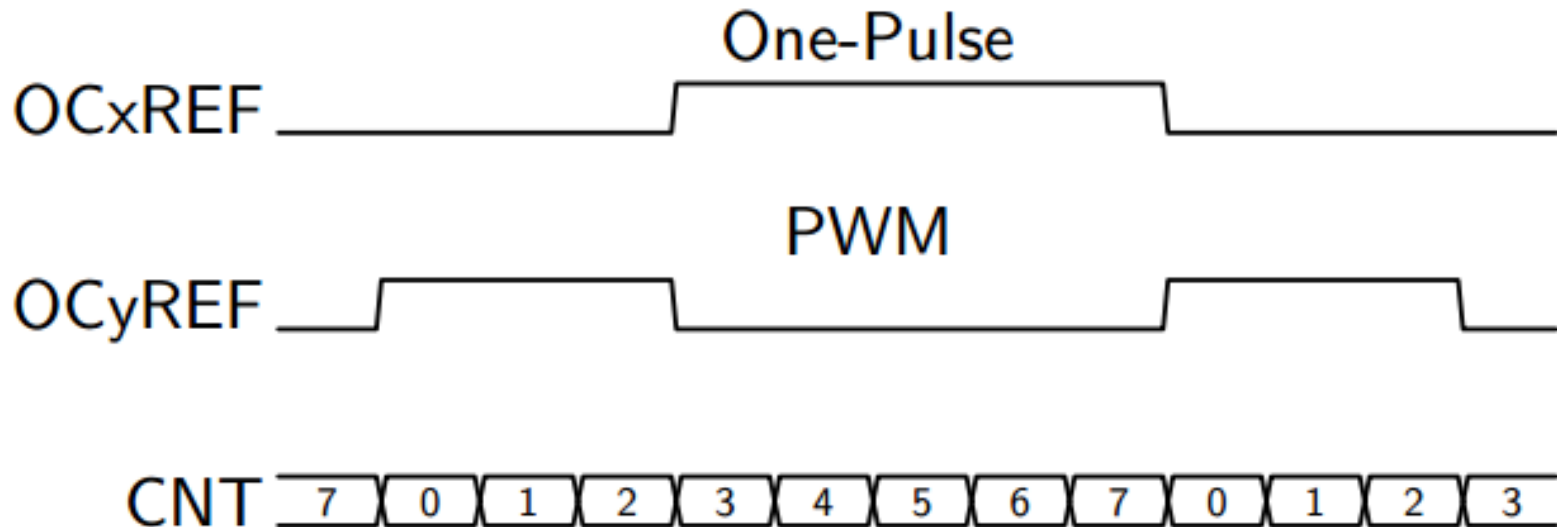 One-Pulse
OCxREF
PWM
OCyREF
CNT 7 0 1 2 3 4 5 6 7 0 1 2 3